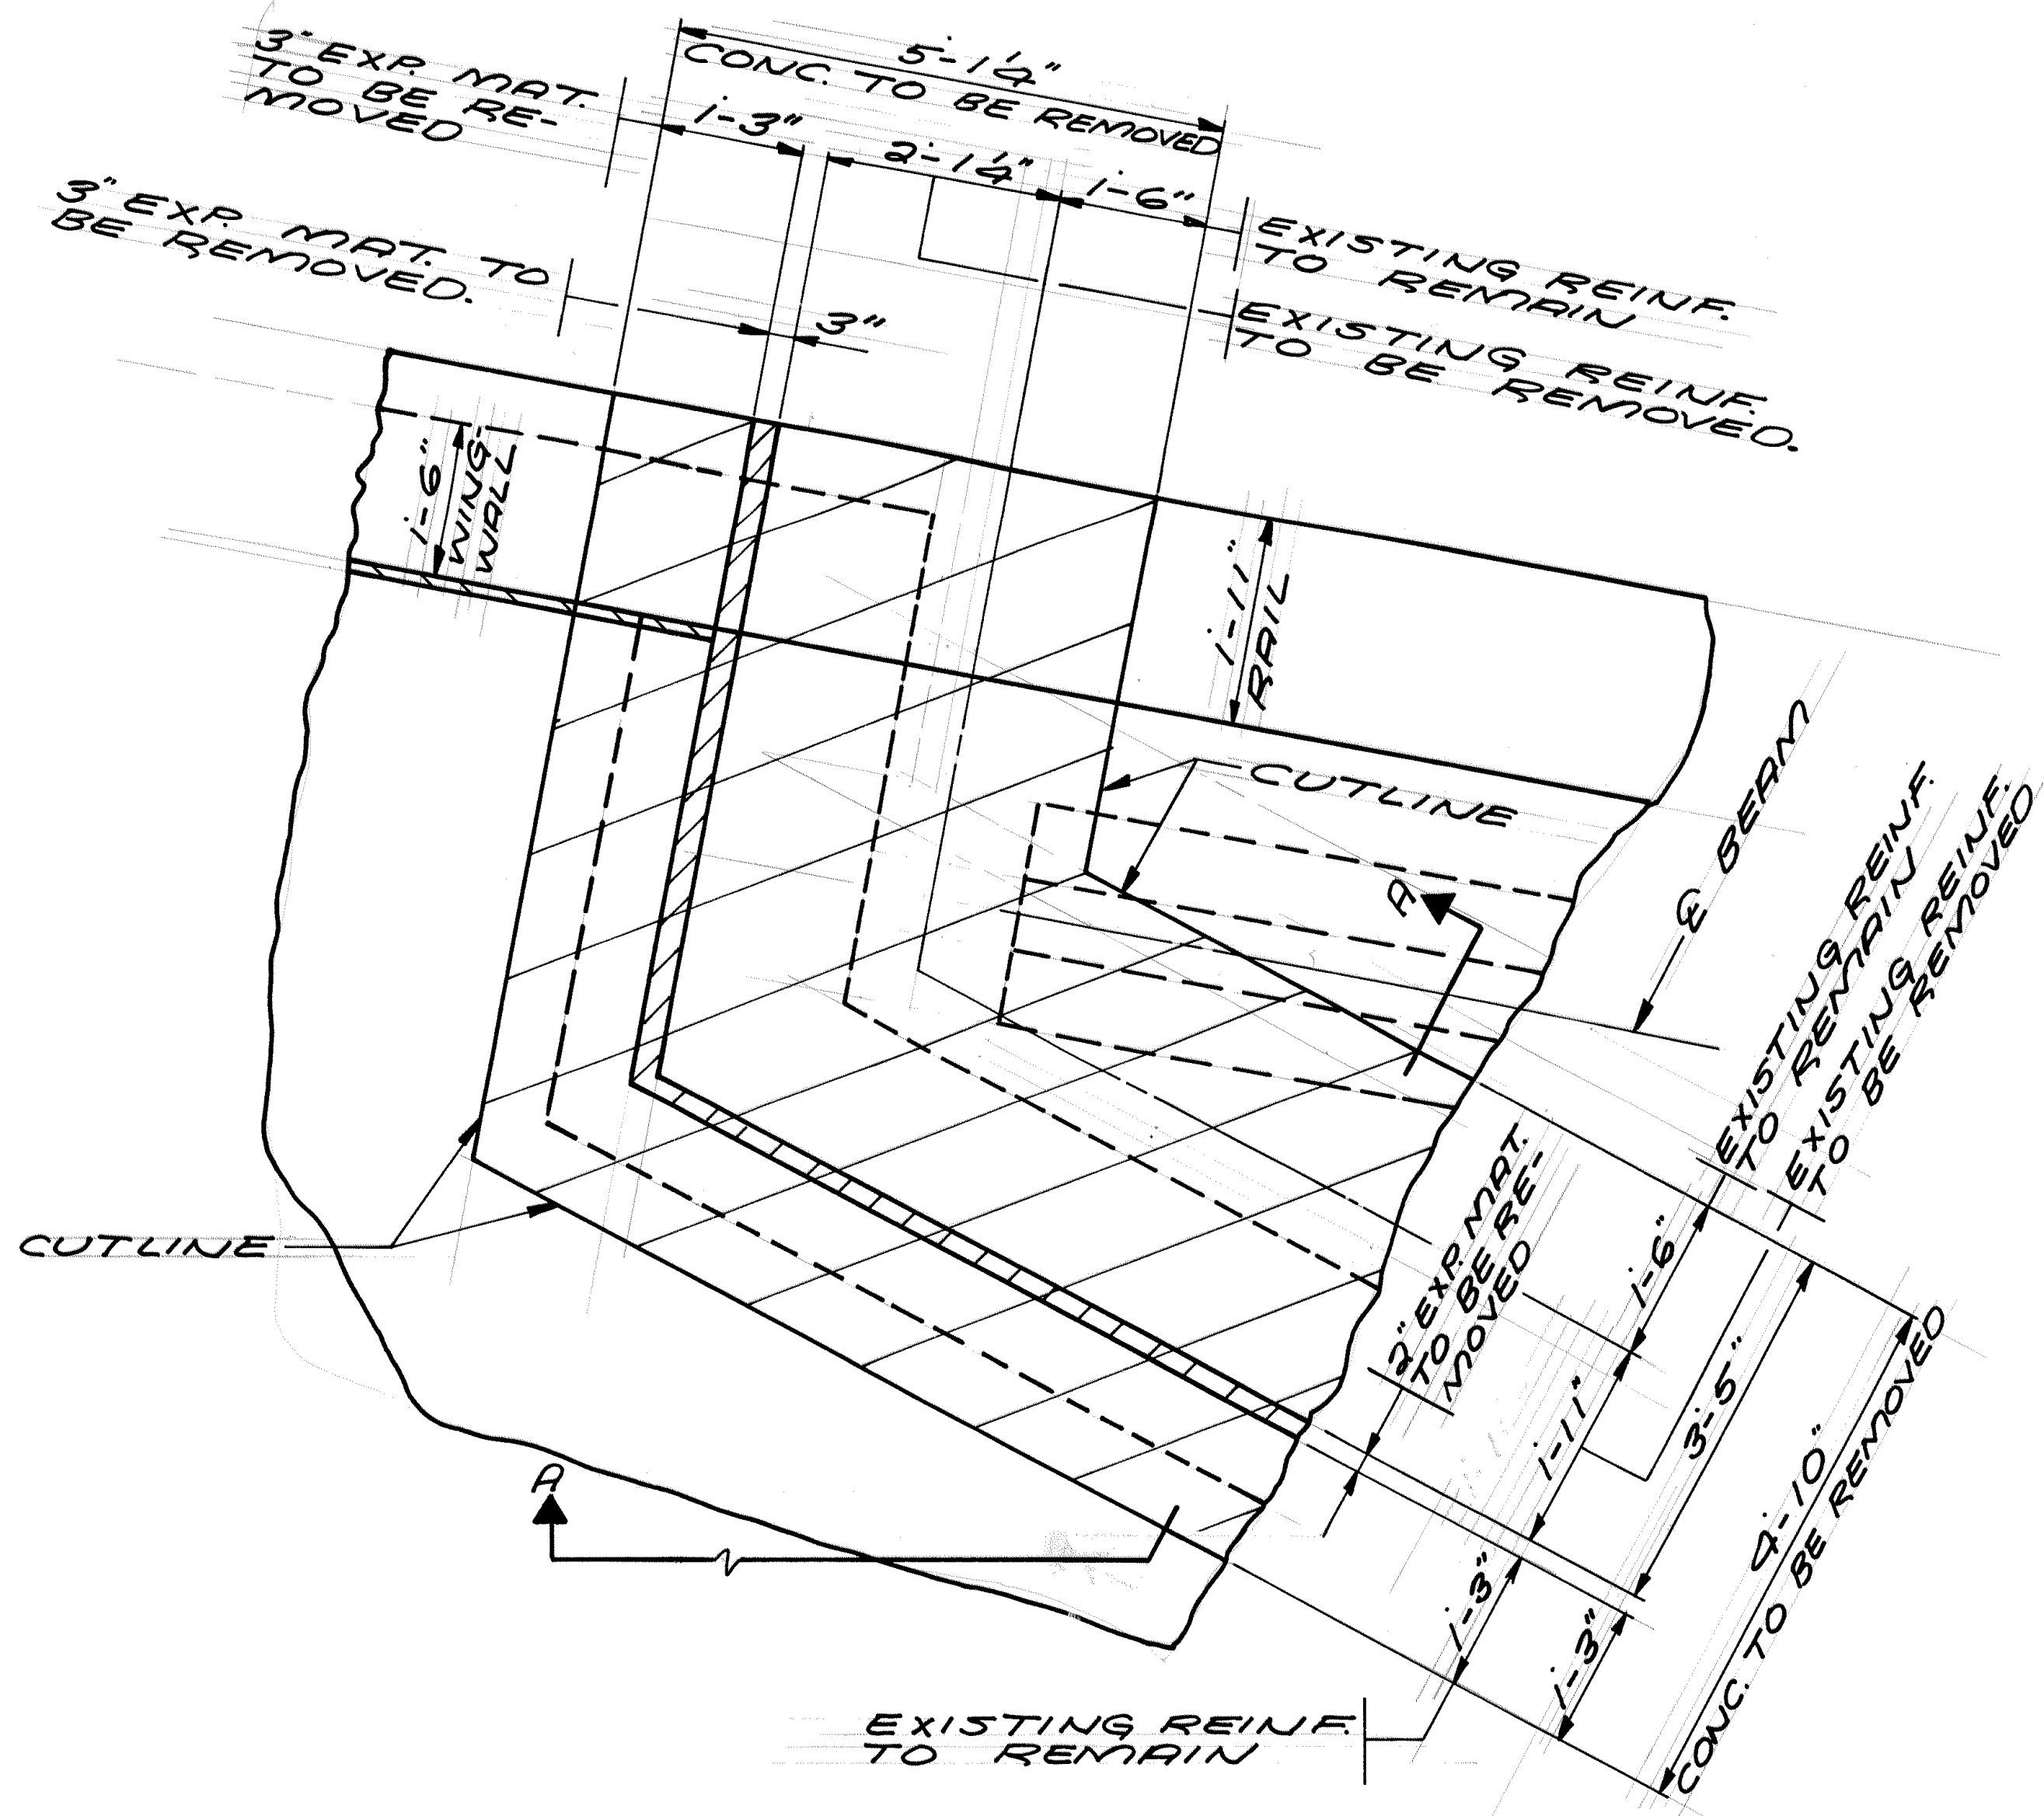 3" EXP. MAT.
TO BE RE-
MOVED
5'-1¼"
CONC. TO BE REMOVED
1'-3"
2'-1¼"
1'-6"
3" EXP. MAT. TO
BE REMOVED.
3"
EXISTING REINF.
TO REMAIN
EXISTING REINF.
TO BE REMOVED.
1'-6"
WING-
WALL
1'-11"
RAIL
CUTLINE
℄ BEAM
A
EXISTING REINF.
TO REMAIN
EXISTING REINF.
TO BE REMOVED
2" EXP. MAT.
TO BE RE-
MOVED
1'-6"
1'-11"
3'-5"
4'-10"
CONC. TO BE REMOVED
1'-3"
1'-3"
CUTLINE
A
EXISTING REINF.
TO REMAIN